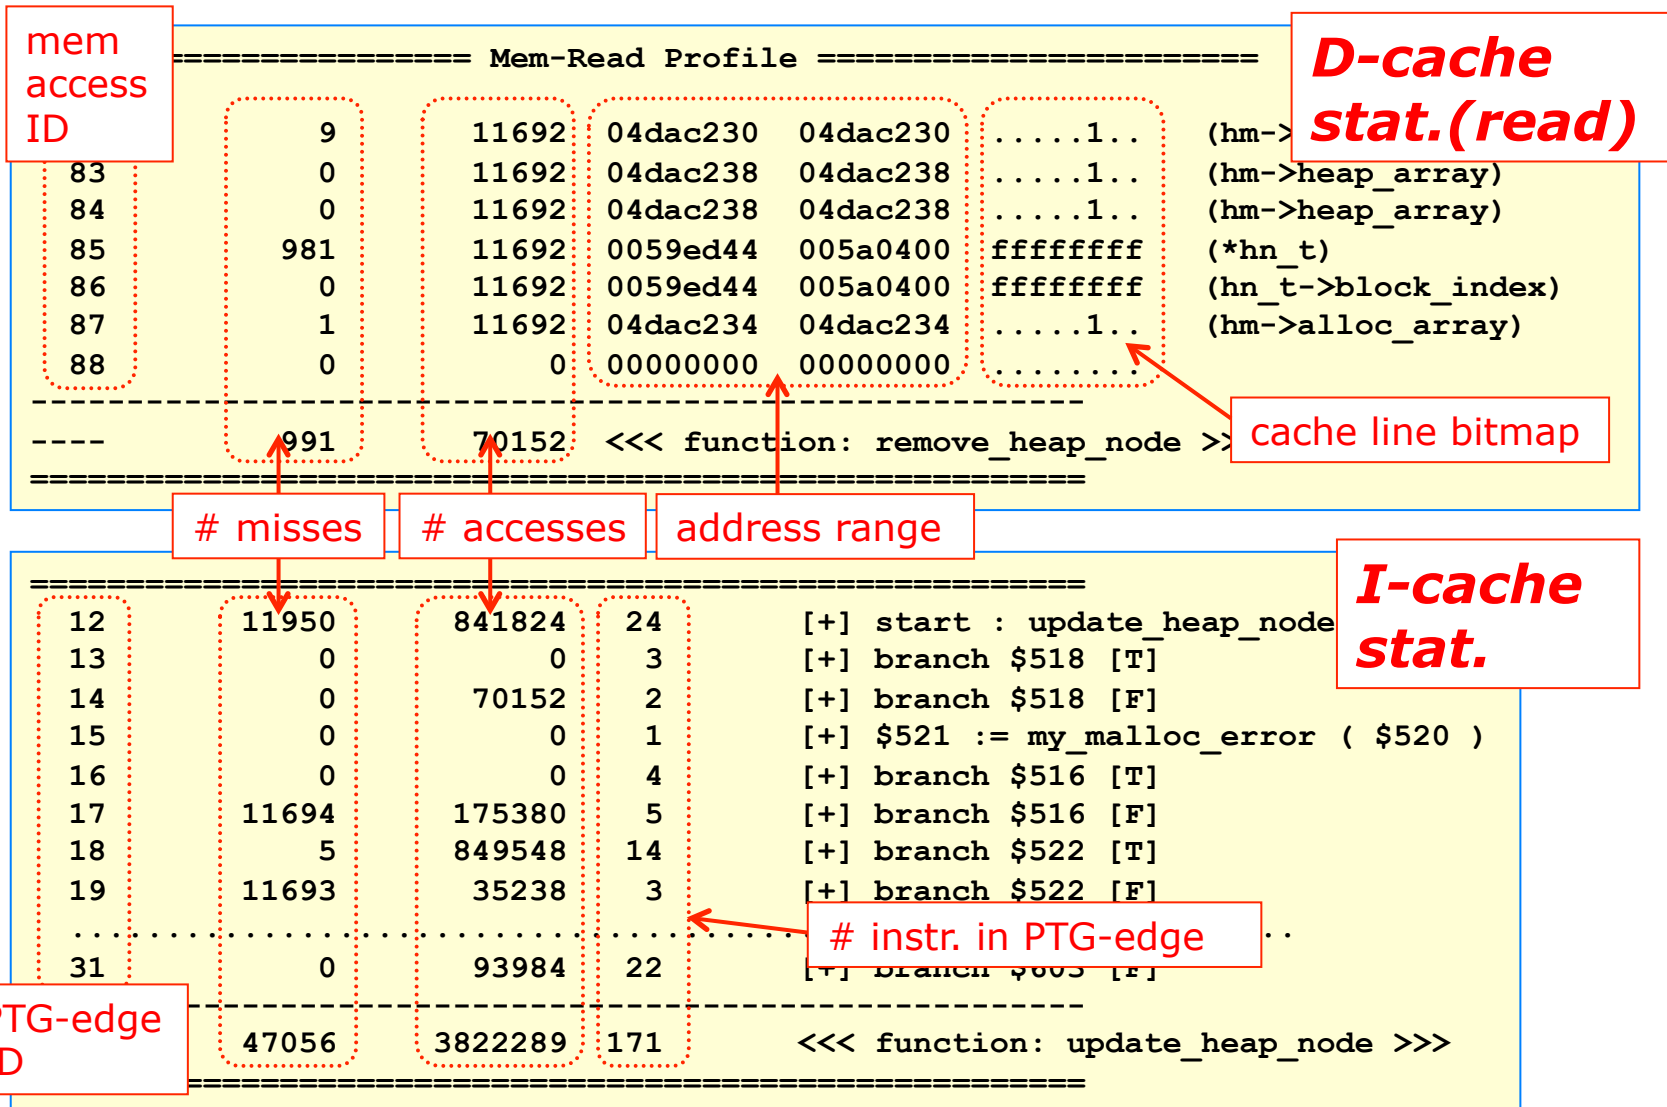 mem
access
ID
================ Mem-Read Profile =======================
D-cache
stat.(read)
9 11692 04dac230 04dac230 .....1.. (hm->
83 0 11692 04dac238 04dac238 .....1.. (hm->heap_array)
84 0 11692 04dac238 04dac238 .....1.. (hm->heap_array)
85 981 11692 0059ed44 005a0400 ffffffff (*hn_t)
86 0 11692 0059ed44 005a0400 ffffffff (hn_t->block_index)
87 1 11692 04dac234 04dac234 .....1.. (hm->alloc_array)
88 0 0 00000000 00000000 ........
-------------------------------------------------------
---- 991 70152 <<< function: remove_heap_node >
cache line bitmap
=======================================================
# misses
# accesses
address range
=======================================================
I-cache
stat.
12 11950 841824 24 [+] start : update_heap_node
13 0 0 3 [+] branch $518 [T]
14 0 70152 2 [+] branch $518 [F]
15 0 0 1 [+] $521 := my_malloc_error ( $520 )
16 0 0 4 [+] branch $516 [T]
17 11694 175380 5 [+] branch $516 [F]
18 5 849548 14 [+] branch $522 [T]
19 11693 35238 3 [+] branch $522 [F]
# instr. in PTG-edge
................................................................
31 0 93984 22 [+] branch $603 [F]
-----------------------------------------------
PTG-edge
ID
47056 3822289 171 <<< function: update_heap_node >>>
===============================================